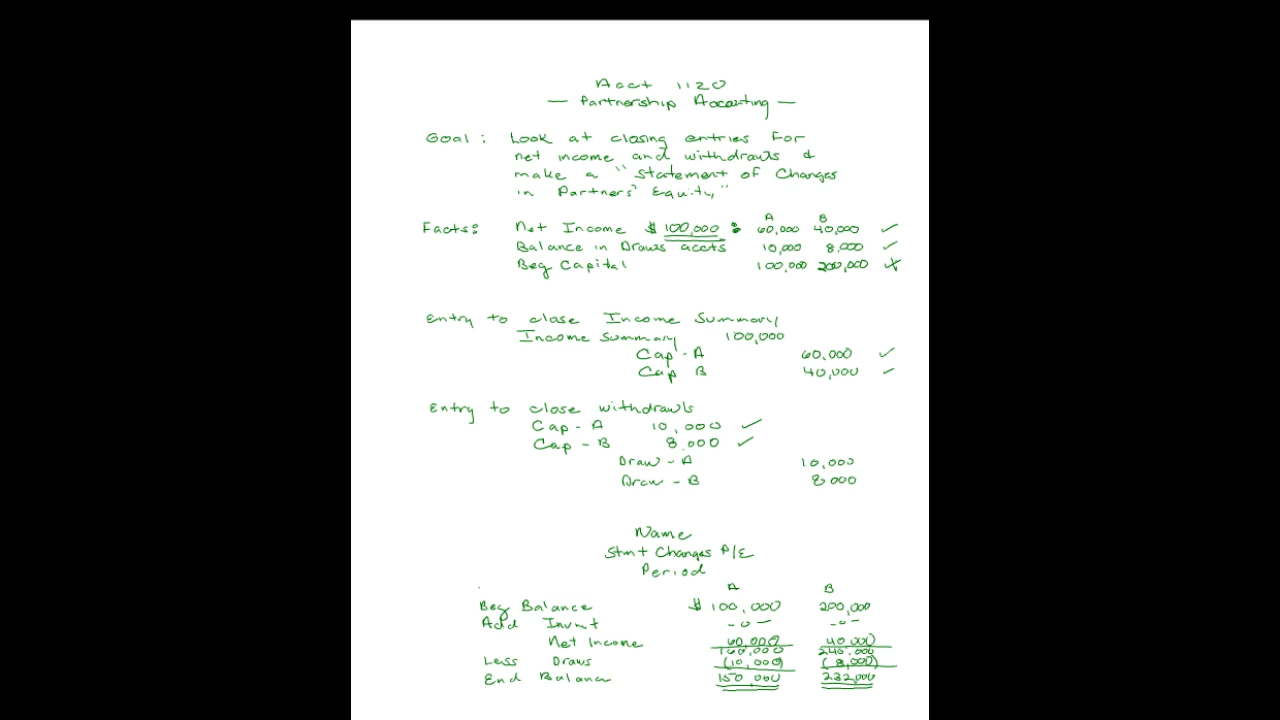 Acct 1120
— Partnership Accounting —
Goal: Look at closing entries for
net income and withdrawls &
make a "Statement of Changes
in Partners' Equity"
A B
Facts: Net Income $100,000: 60,000 40,000 ✓
Balance in Draws accts 10,000 8,000 ✓
Beg Capital 100,000 200,000 ✗
Entry to close Income Summary
Income Summary 100,000
Cap - A 60,000 ✓
Cap B 40,000 ✓
Entry to close withdrawls
Cap - A 10,000 ✓
Cap - B 8,000 ✓
Draw - A 10,000
Draw - B 8000
Name
Stmt Changes P/E
Period
A B
Beg Balance $100,000 200,000
Add Invmt -0- -0-
Net Income 60,000 40000
160,000 240,000
Less Draws (10,000) (8,000)
End Balance 150,000 232,000